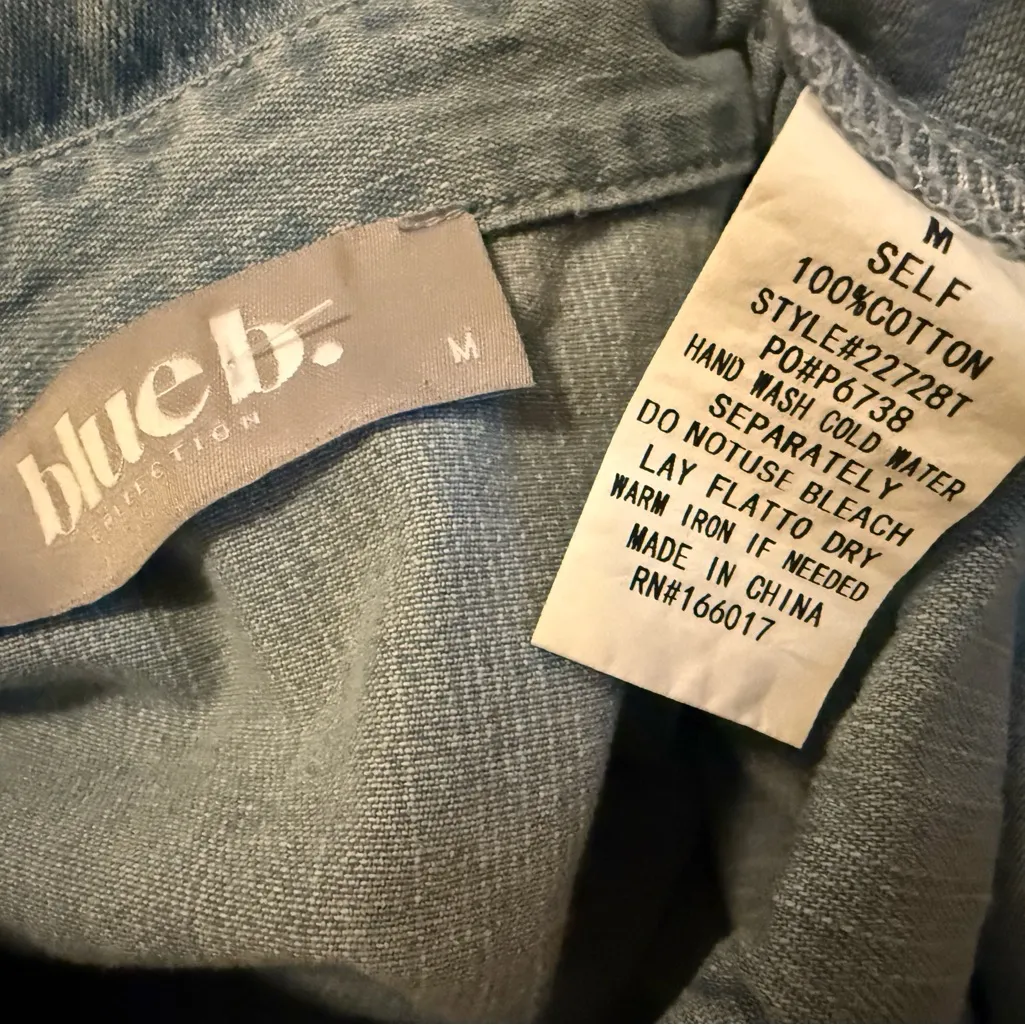 blue b.
COLLECTION
M
M
SELF
100%COTTON
STYLE#22728T
PO#P6738
HAND WASH COLD WATER
SEPARATELY
DO NOTUSE BLEACH
LAY FLATTO DRY
WARM IRON IF NEEDED
MADE IN CHINA
RN#166017